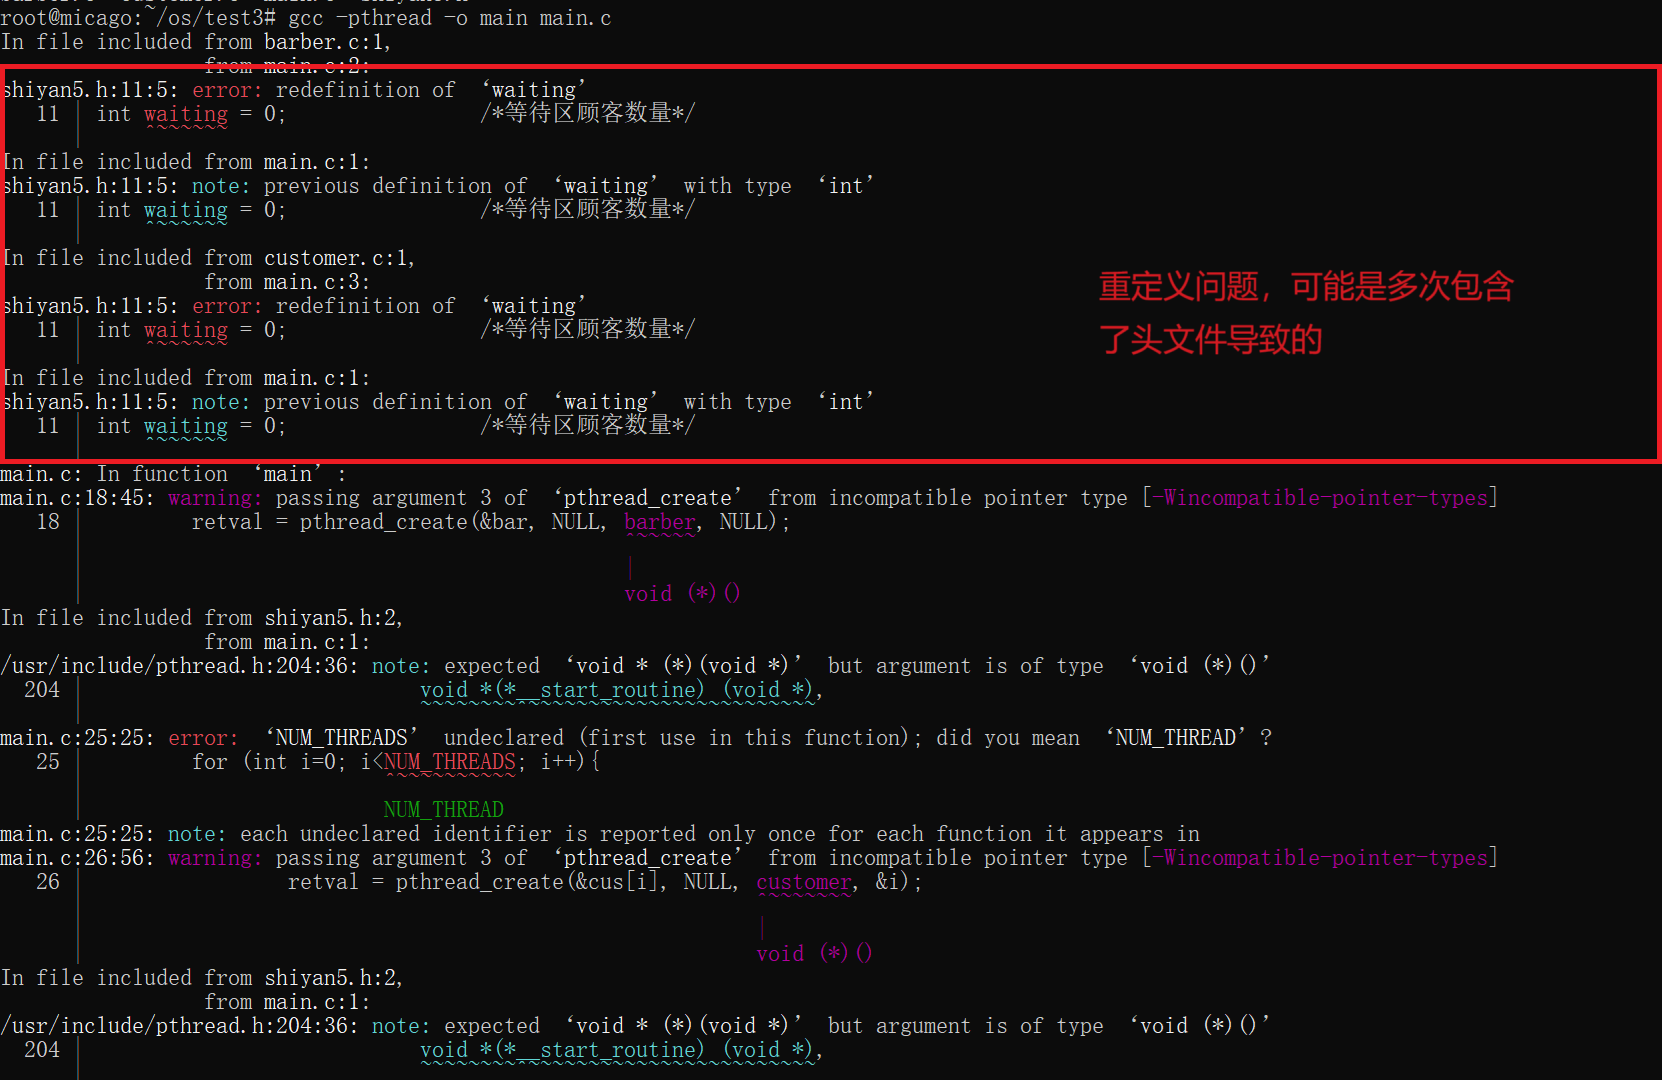 root@micago:~/os/test3# gcc -pthread -o main main.c
In file included from barber.c:1,
                 from main.c:2:
shiyan5.h:11:5: error: redefinition of ‘waiting’
   11 | int waiting = 0;                /*等待区顾客数量*/
      |     ^~~~~~~
In file included from main.c:1:
shiyan5.h:11:5: note: previous definition of ‘waiting’ with type ‘int’
   11 | int waiting = 0;                /*等待区顾客数量*/
      |     ^~~~~~~
In file included from customer.c:1,
                 from main.c:3:
shiyan5.h:11:5: error: redefinition of ‘waiting’
   11 | int waiting = 0;                /*等待区顾客数量*/
      |     ^~~~~~~
In file included from main.c:1:
shiyan5.h:11:5: note: previous definition of ‘waiting’ with type ‘int’
   11 | int waiting = 0;                /*等待区顾客数量*/
      |     ^~~~~~~
重定义问题，可能是多次包含
了头文件导致的
main.c: In function ‘main’:
main.c:18:45: warning: passing argument 3 of ‘pthread_create’ from incompatible pointer type [-Wincompatible-pointer-types]
   18 |         retval = pthread_create(&bar, NULL, barber, NULL);
      |                                             ^~~~~~
      |                                             |
      |                                             void (*)()
In file included from shiyan5.h:2,
                 from main.c:1:
/usr/include/pthread.h:204:36: note: expected ‘void * (*)(void *)’ but argument is of type ‘void (*)()’
  204 |                            void *(*__start_routine) (void *),
      |                            ~~~~~~~~^~~~~~~~~~~~~~~~~~~~~~~~
main.c:25:25: error: ‘NUM_THREADS’ undeclared (first use in this function); did you mean ‘NUM_THREAD’?
   25 |         for (int i=0; i<NUM_THREADS; i++){
      |                         ^~~~~~~~~~~
      |                         NUM_THREAD
main.c:25:25: note: each undeclared identifier is reported only once for each function it appears in
main.c:26:56: warning: passing argument 3 of ‘pthread_create’ from incompatible pointer type [-Wincompatible-pointer-types]
   26 |                 retval = pthread_create(&cus[i], NULL, customer, &i);
      |                                                        ^~~~~~~~
      |                                                        |
      |                                                        void (*)()
In file included from shiyan5.h:2,
                 from main.c:1:
/usr/include/pthread.h:204:36: note: expected ‘void * (*)(void *)’ but argument is of type ‘void (*)()’
  204 |                            void *(*__start_routine) (void *),
      |                            ~~~~~~~~^~~~~~~~~~~~~~~~~~~~~~~~